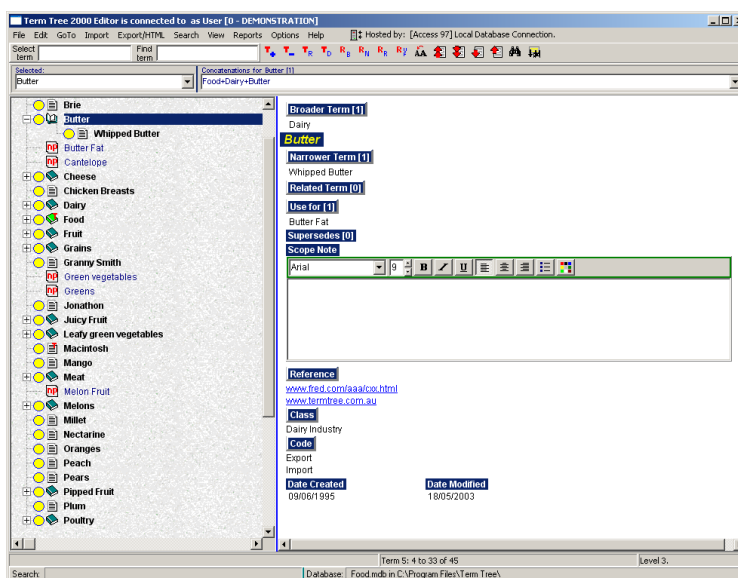 Term Tree 2000 Editor is connected to as User [0 - DEMONSTRATION]
File Edit GoTo Import Export/HTML Search View Reports Options Help Hosted by: [Access 97] Local Database Connection.
Select term Find term
Selected: Concatenations for Butter [1]
Butter Food+Dairy+Butter
Brie
Butter
Whipped Butter
Butter Fat
Cantelope
Cheese
Chicken Breasts
Dairy
Food
Fruit
Grains
Granny Smith
Green vegetables
Greens
Jonathon
Juicy Fruit
Leafy green vegetables
Macintosh
Mango
Meat
Melon Fruit
Melons
Millet
Nectarine
Oranges
Peach
Pears
Pipped Fruit
Plum
Poultry
Broader Term [1]
Dairy
Butter
Narrower Term [1]
Whipped Butter
Related Term [0]
Use for [1]
Butter Fat
Supersedes [0]
Scope Note
Arial 9 B I U
Reference
www.fred.com/aaa/cxx.html
www.termtree.com.au
Class
Dairy Industry
Code
Export
Import
Date Created Date Modified
09/06/1995 18/05/2003
Term 5: 4 to 33 of 45 Level 3.
Search: Database: Food.mdb in C:\Program Files\Term Tree\